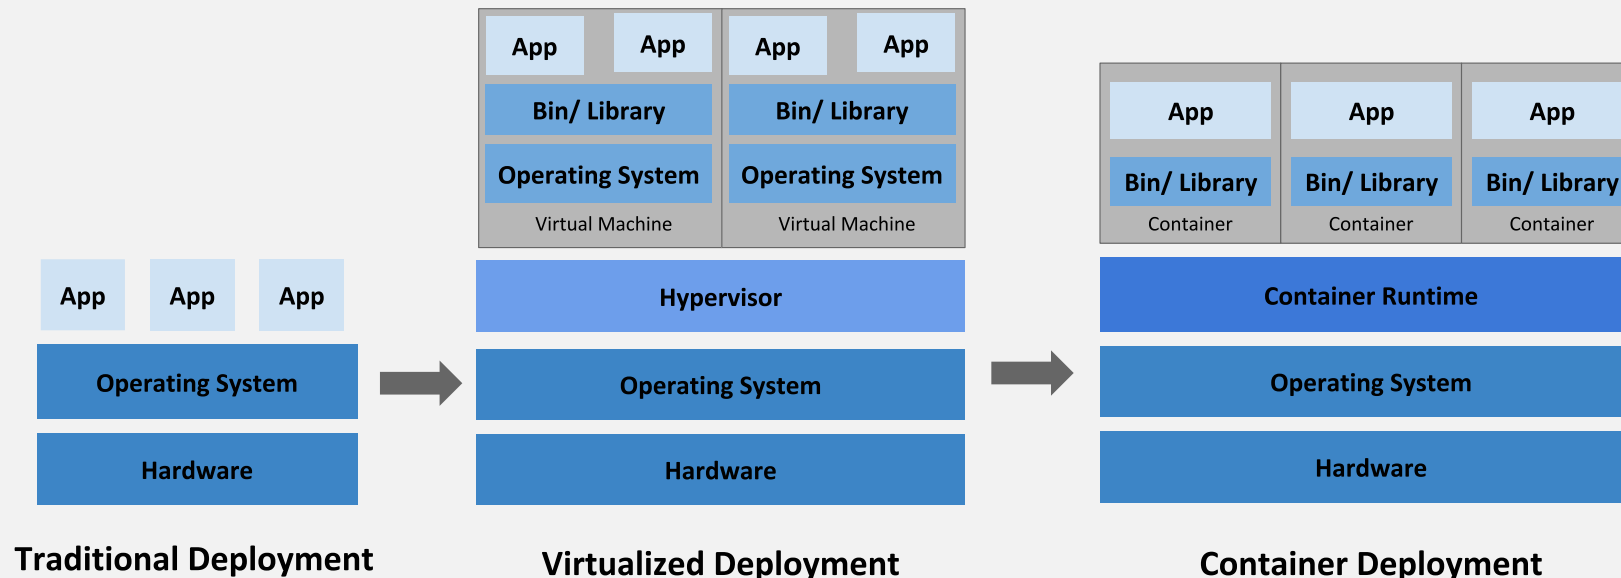 App
App
App
Operating System
Hardware
Traditional Deployment
App
App
Bin/ Library
Operating System
Virtual Machine
App
App
Bin/ Library
Operating System
Virtual Machine
Hypervisor
Operating System
Hardware
Virtualized Deployment
App
Bin/ Library
Container
App
Bin/ Library
Container
App
Bin/ Library
Container
Container Runtime
Operating System
Hardware
Container Deployment